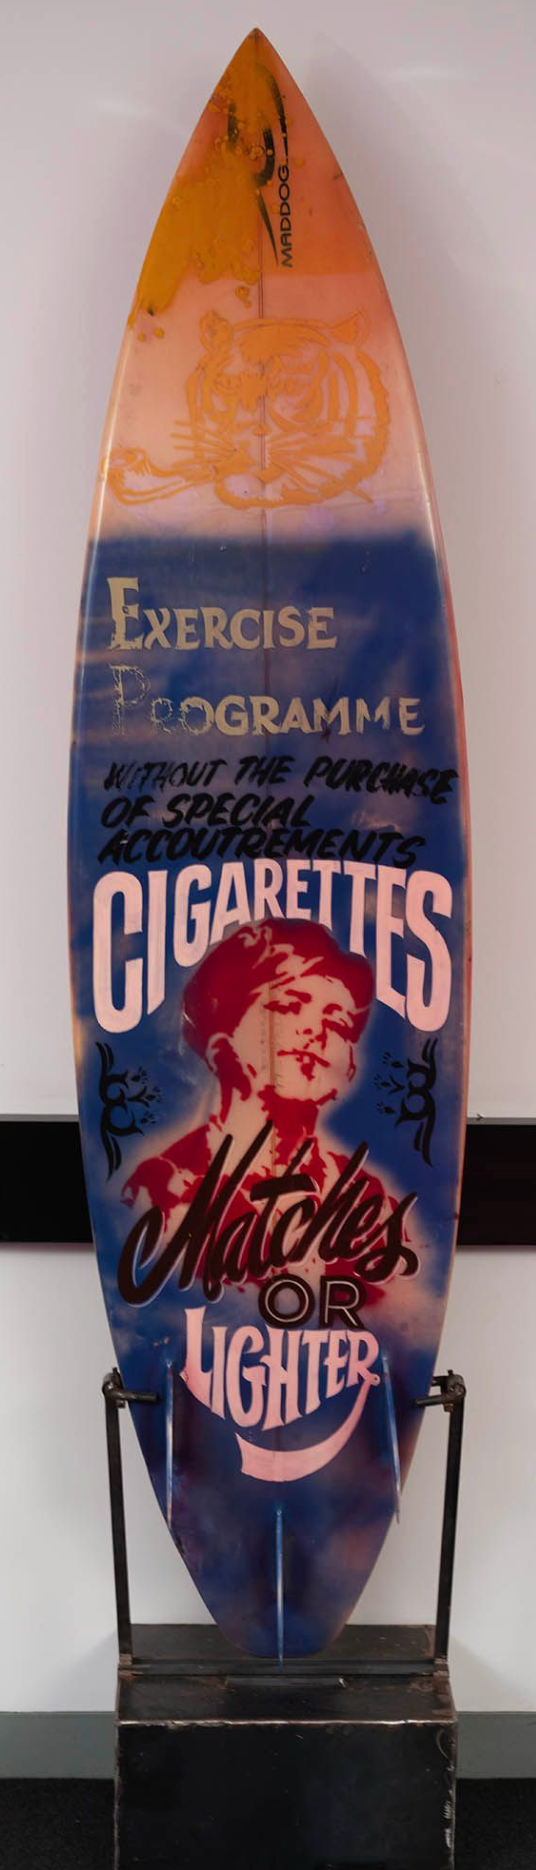 MADDOG
EXERCISE
PROGRAMME
WITHOUT THE PURCHASE
OF SPECIAL
ACCOUTREMENTS
CIGARETTES
Matches
OR
LIGHTER